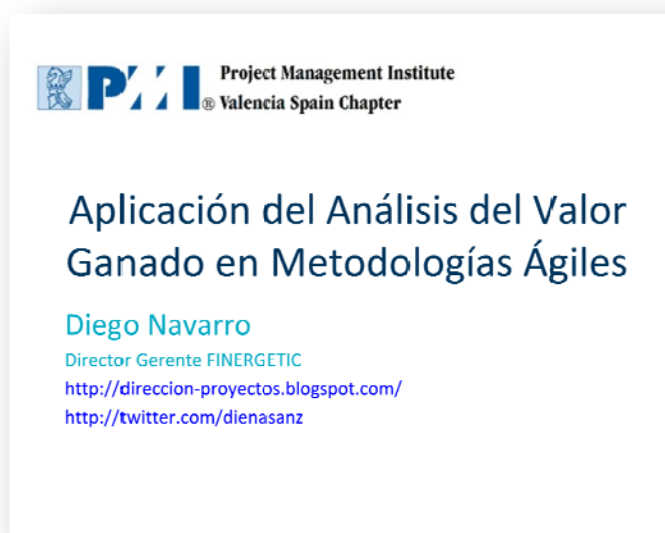 PMI
Project Management Institute
® Valencia Spain Chapter
Aplicación del Análisis del Valor
Ganado en Metodologías Ágiles
Diego Navarro
Director Gerente FINERGETIC
http://direccion-proyectos.blogspot.com/
http://twitter.com/dienasanz